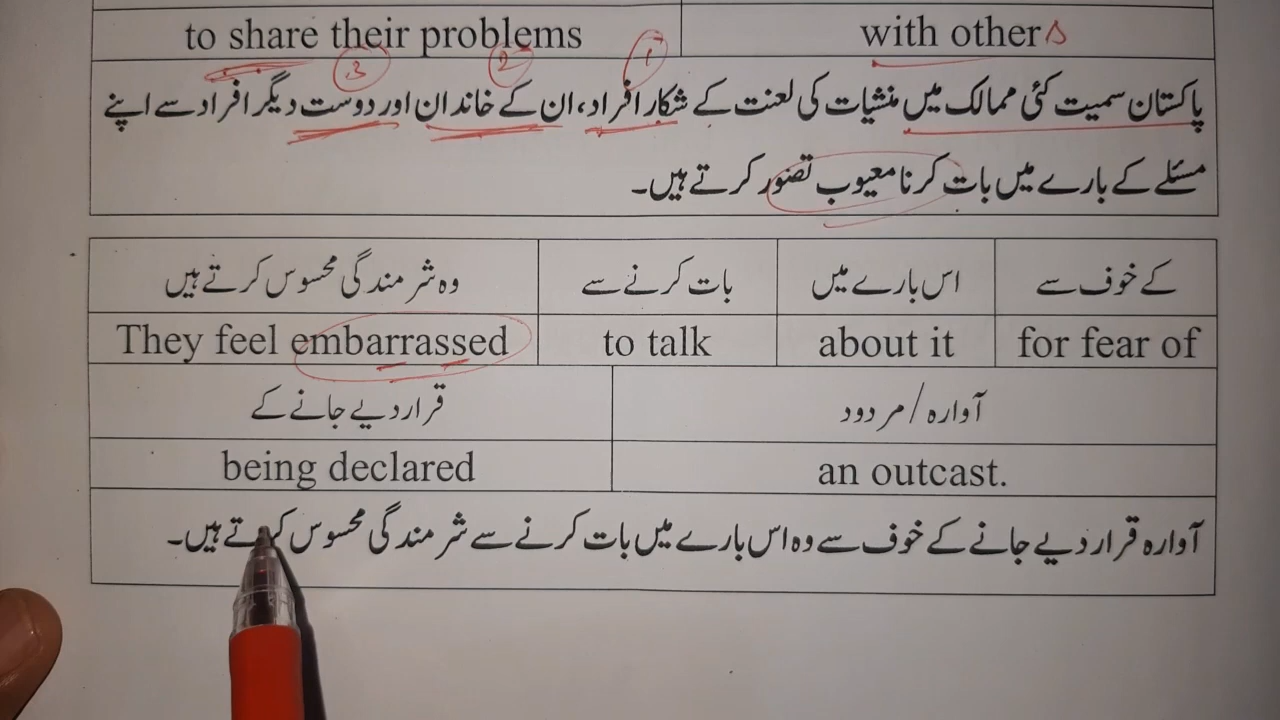 to share their problems with others
3 2 1
پاکستان سمیت کئی ممالک میں منشیات کی لعنت کے شکار افراد، ان کے خاندان اور دوست دیگر افراد سے اپنے
مسئلے کے بارے میں بات کرنا معیوب تصور کرتے ہیں۔
وہ شرمندگی محسوس کرتے ہیں بات کرنے سے اس بارے میں کے خوف سے
They feel embarrassed to talk about it for fear of
قرار دیے جانے کے آوارہ/مردود
being declared an outcast.
آوارہ قرار دیے جانے کے خوف سے وہ اس بارے میں بات کرنے سے شرمندگی محسوس کرتے ہیں۔